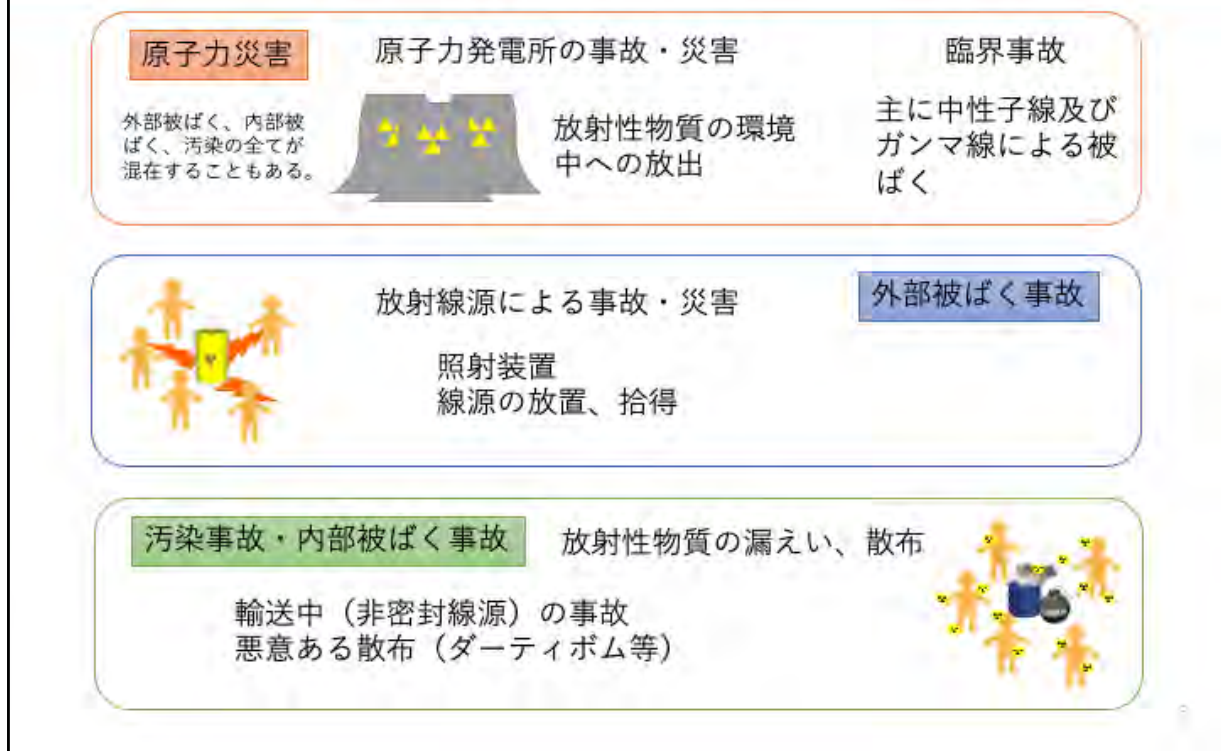 原子力災害
原子力発電所の事故・災害
臨界事故
外部被ばく、内部被
ばく、汚染の全てが
混在することもある。
放射性物質の環境
中への放出
主に中性子線及び
ガンマ線による被
ばく
放射線源による事故・災害
外部被ばく事故
照射装置
線源の放置、拾得
汚染事故・内部被ばく事故
放射性物質の漏えい、散布
輸送中（非密封線源）の事故
悪意ある散布（ダーティボム等）